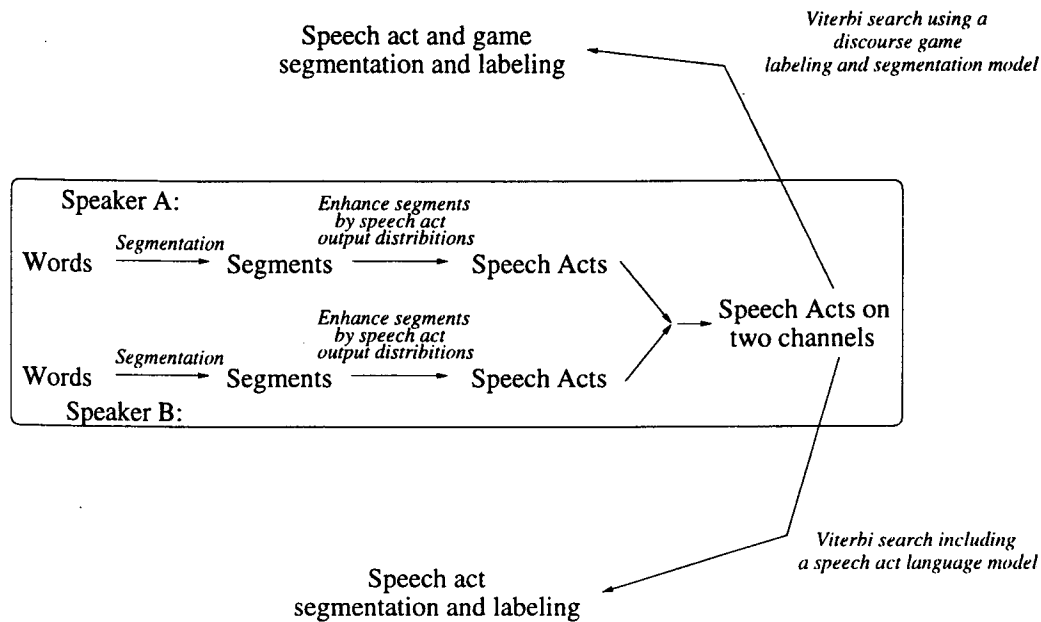 Speech act and game
segmentation and labeling
Viterbi search using a
discourse game
labeling and segmentation model
Speaker A:
Enhance segments
by speech act
output distribitions
Segmentation
Words
Segments
Speech Acts
Speech Acts on
two channels
Enhance segments
by speech act
output distribitions
Segmentation
Words
Segments
Speech Acts
Speaker B:
Viterbi search including
a speech act language model
Speech act
segmentation and labeling